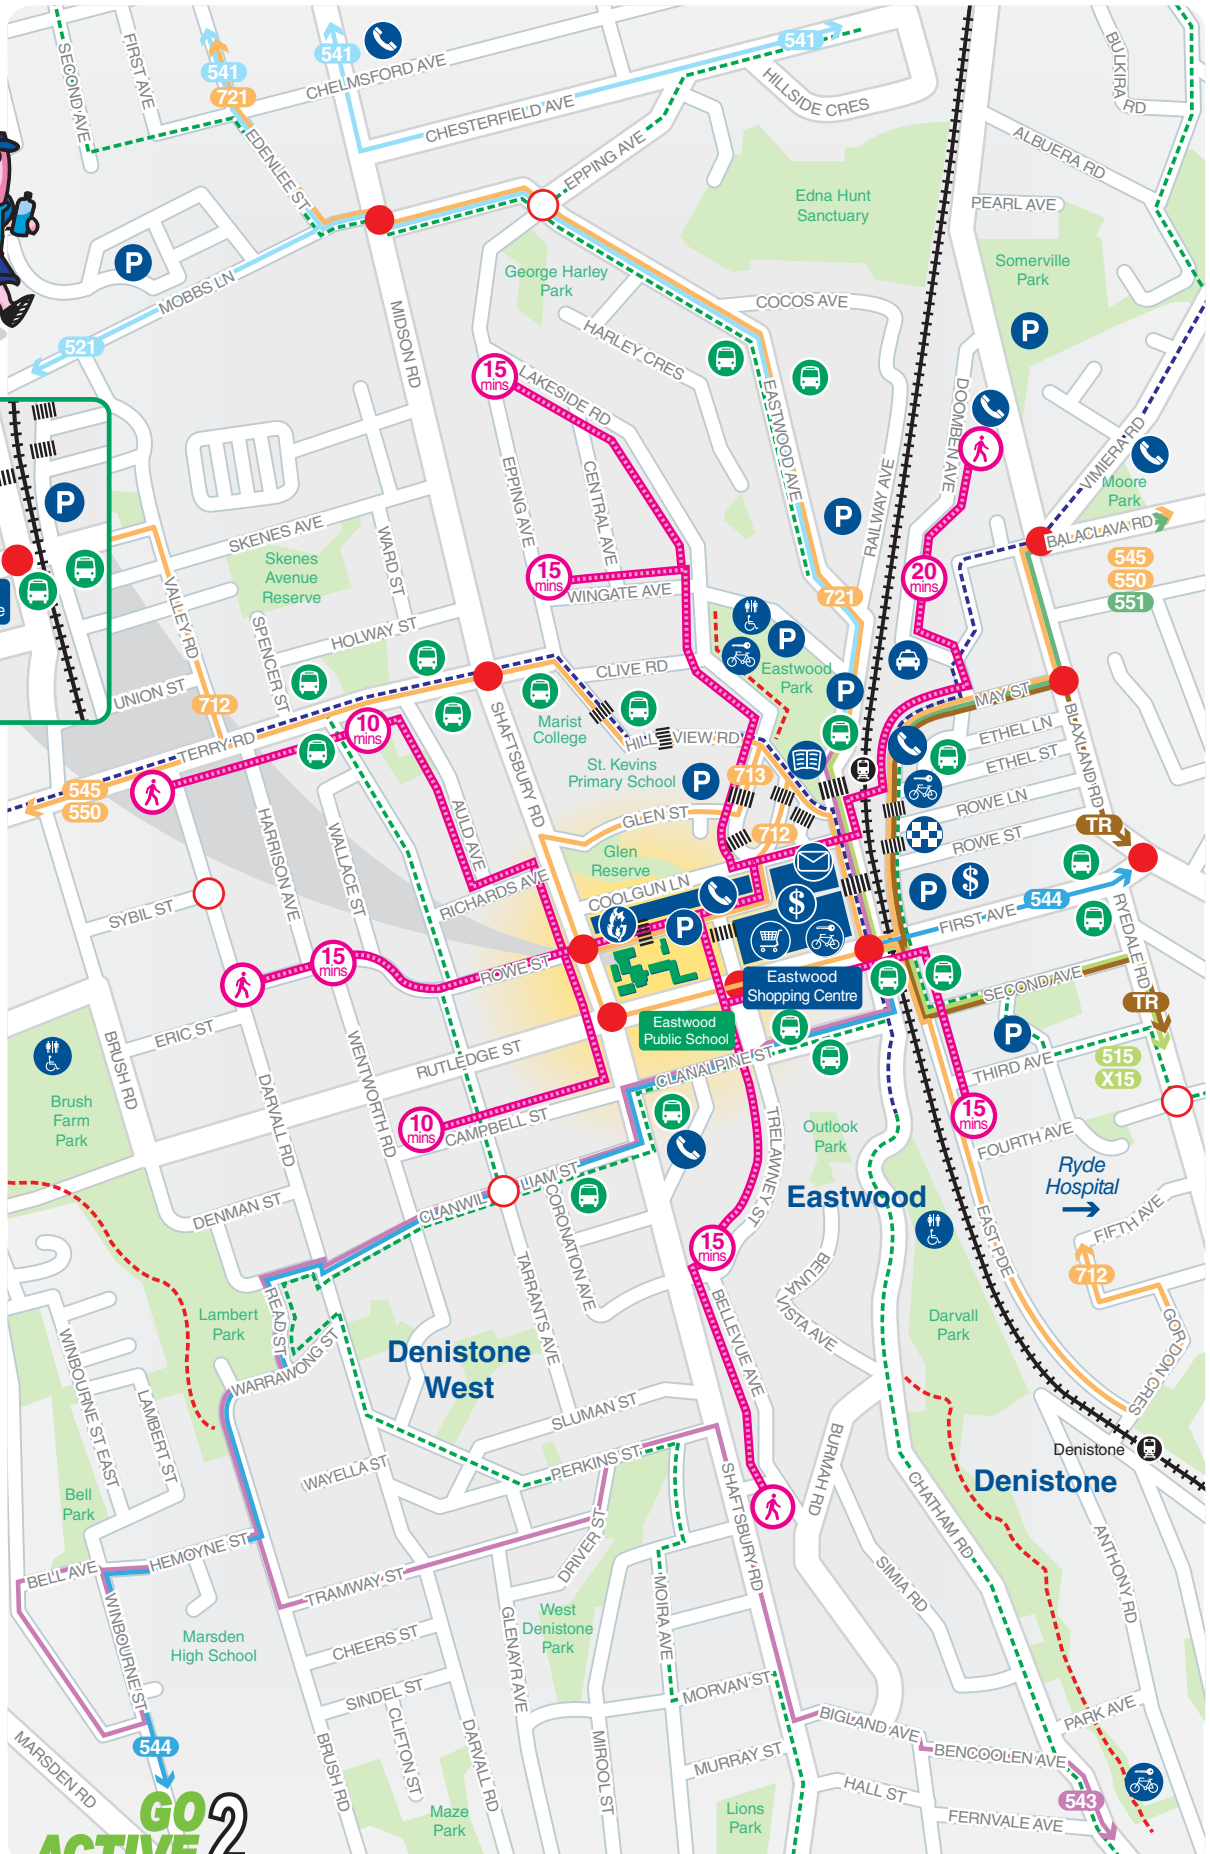 541
541
541
721
SECOND AVE
FIRST AVE
CHELMSFORD AVE
CHESTERFIELD AVE
HILLSIDE CRES
BULKIRA
RD
ALBUERA RD
EDENLEE ST
EPPING AVE
Edna Hunt
Sanctuary
PEARL AVE
P
MOBBS LN
George Harley
Park
Somerville
Park
COCOS AVE
P
521
MIDSON RD
HARLEY CRES
15
mins
LAKESIDE RD
EASTWOOD AVE
DOOMBEN AVE
VIMIERA RD
Moore
Park
P
EPPING AVE
CENTRAL AVE
P
RAILWAY AVE
BALACLAVA RD
545
550
551
SKENES AVE
Skenes
Avenue
Reserve
WARD ST
15
mins
WINGATE AVE
20
mins
721
e
VALLEY RD
SPENCER ST
HOLWAY ST
CLIVE RD
P
Eastwood
Park
P
UNION ST
712
10
mins
SHAFTSBURY RD
Marist
College
HILLVIEW RD
MAY ST
ETHEL LN
ETHEL ST
BLAXLAND RD
TERRY RD
St. Kevins
Primary School
P
713
545
550
HARRISON AVE
WALLACE ST
AULD AVE
GLEN ST
712
ROWE LN
ROWE ST
TR
Glen
Reserve
RICHARDS AVE
COOLGUN LN
SYBIL ST
P
$
P
$
544
FIRST AVE
RYEDALE RD
15
mins
ROWE ST
Eastwood
Shopping Centre
SECOND AVE
TR
ERIC ST
BRUSH RD
WENTWORTH RD
RUTLEDGE ST
Eastwood
Public School
P
515
X15
THIRD AVE
DARVALL RD
CLANALPINE ST
Brush
Farm
Park
10
mins
CAMPBELL ST
TRELAWNEY ST
Outlook
Park
15
mins
FOURTH AVE
Ryde
Hospital
DENMAN ST
CLANWILLIAM ST
CORONATION AVE
Eastwood
FIFTH AVE
EAST PDE
15
mins
712
TARRANTS AVE
BEUNA VISTA AVE
READ ST
Lambert
Park
BELLEVUE AVE
Darvall
Park
GORDON CRES
WINBOURNE ST EAST
WARRAWONG ST
Denistone
West
LAMBERT ST
SLUMAN ST
BURMAH RD
Denistone
PERKINS ST
WAYELLA ST
Denistone
Bell
Park
SHAFTSBURY RD
CHATHAM RD
HEMOYNE ST
BELL AVE
DRIVER ST
ANTHONY RD
SIMIA RD
TRAMWAY ST
WINBOURNE ST
MOIRA AVE
GLENAYR AVE
West
Denistone
Park
Marsden
High School
CHEERS ST
SINDEL ST
MORVAN ST
BIGLAND AVE
PARK AVE
MARSDEN RD
544
CLIFTON ST
BRUSH RD
DARVALL RD
MIROOL ST
MURRAY ST
BENCOOLEN AVE
HALL ST
543
FERNVALE AVE
Maze
Park
Lions
Park
GO
2
ACTIVE